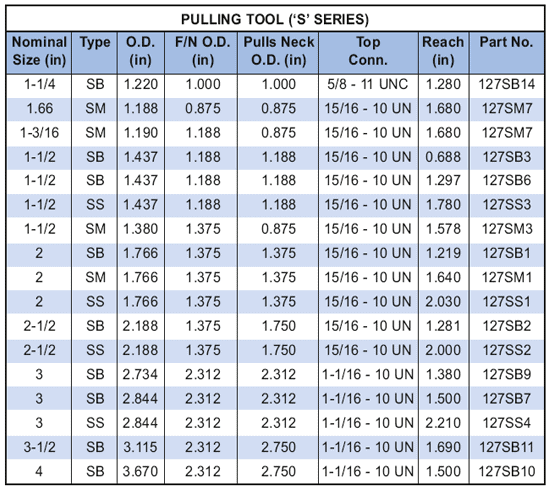 PULLING TOOL (‘S’ SERIES)
Nominal Size (in) Type O.D. (in) F/N O.D. (in) Pulls Neck O.D. (in) Top Conn. Reach (in) Part No.
1-1/4 SB 1.220 1.000 1.000 5/8 - 11 UNC 1.280 127SB14
1.66 SM 1.188 0.875 0.875 15/16 - 10 UN 1.680 127SM7
1-3/16 SM 1.190 1.188 0.875 15/16 - 10 UN 1.680 127SM7
1-1/2 SB 1.437 1.188 1.188 15/16 - 10 UN 0.688 127SB3
1-1/2 SB 1.437 1.188 1.188 15/16 - 10 UN 1.297 127SB6
1-1/2 SS 1.437 1.188 1.188 15/16 - 10 UN 1.780 127SS3
1-1/2 SM 1.380 1.375 0.875 15/16 - 10 UN 1.578 127SM3
2 SB 1.766 1.375 1.375 15/16 - 10 UN 1.219 127SB1
2 SM 1.766 1.375 1.375 15/16 - 10 UN 1.640 127SM1
2 SS 1.766 1.375 1.375 15/16 - 10 UN 2.030 127SS1
2-1/2 SB 2.188 1.375 1.750 15/16 - 10 UN 1.281 127SB2
2-1/2 SS 2.188 1.375 1.750 15/16 - 10 UN 2.000 127SS2
3 SB 2.734 2.312 2.312 1-1/16 - 10 UN 1.380 127SB9
3 SB 2.844 2.312 2.312 1-1/16 - 10 UN 1.500 127SB7
3 SS 2.844 2.312 2.312 1-1/16 - 10 UN 2.210 127SS4
3-1/2 SB 3.115 2.312 2.750 1-1/16 - 10 UN 1.690 127SB11
4 SB 3.670 2.312 2.750 1-1/16 - 10 UN 1.500 127SB10